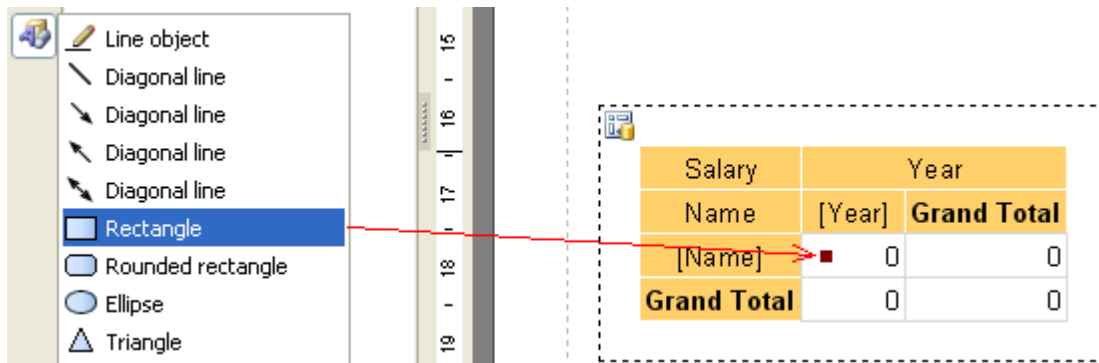 Line object
Diagonal line
Diagonal line
Diagonal line
Diagonal line
Rectangle
Rounded rectangle
Ellipse
Triangle
15
16
17
18
19
Salary Year
Name [Year] Grand Total
[Name] 0 0
Grand Total 0 0